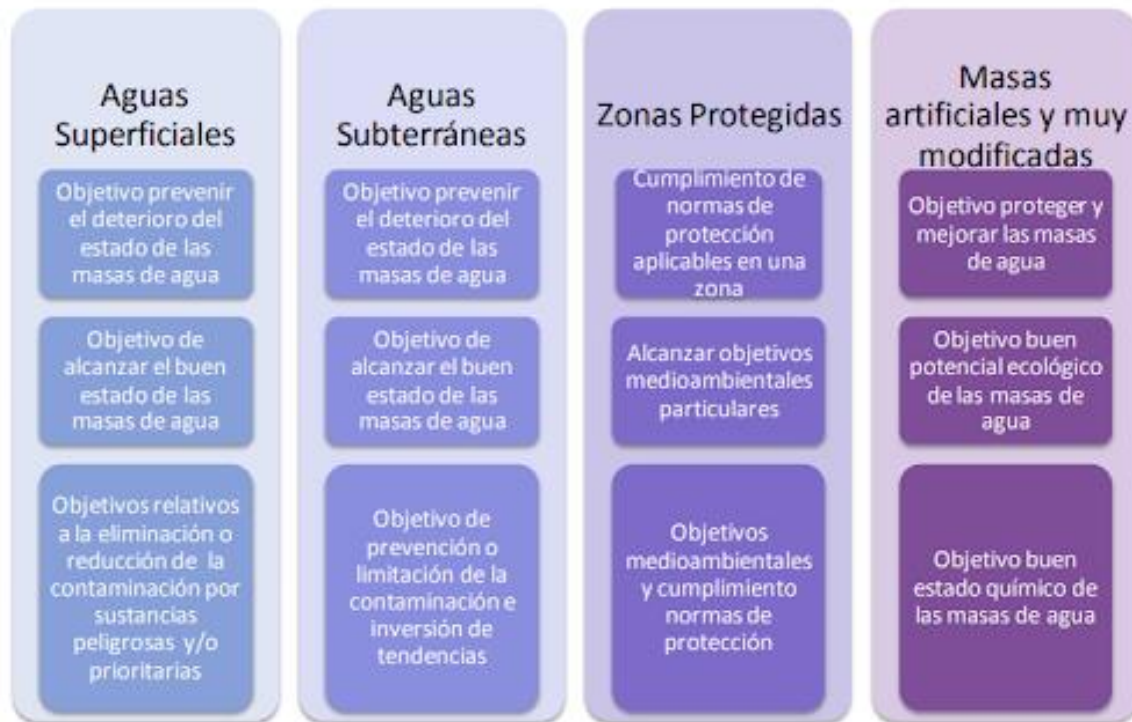 Aguas
Superficiales
Objetivo prevenir
el deterioro del
estado de las
masas de agua
Objetivo de
alcanzar el buen
estado de las
masas de agua
Objetivos relativos
a la eliminación o
reducción de la
contaminación por
sustancias
peligrosas y/o
prioritarias
Aguas
Subterráneas
Objetivo prevenir
el deterioro del
estado de las
masas de agua
Objetivo de
alcanzar el buen
estado de las
masas de agua
Objetivo de
prevención o
limitación de la
contaminación e
inversión de
tendencias
Zonas Protegidas
Cumplimiento de
normas de
protección
aplicables en una
zona
Alcanzar objetivos
medioambientales
particulares
Objetivos
medioambientales
y cumplimiento
normas de
protección
Masas
artificiales y muy
modificadas
Objetivo proteger y
mejorar las masas
de agua
Objetivo buen
potencial ecológico
de las masas de
agua
Objetivo buen
estado químico de
las masas de agua